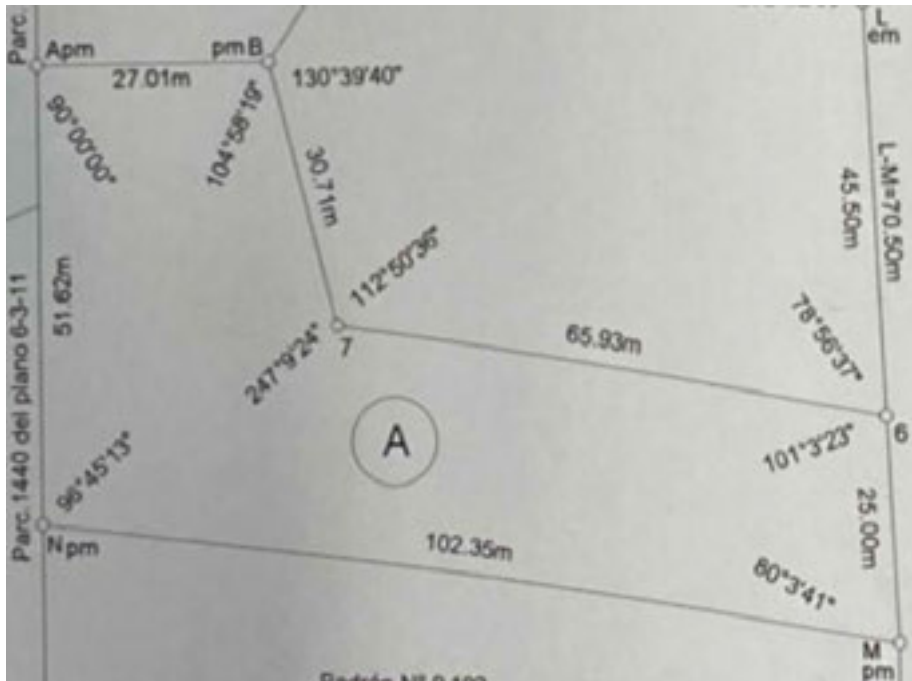 Parc.
Apm
pm B
27.01m
130°39'40"
90°00'00"
104°58'19"
30.71m
L
em
L-M=70.50m
45.50m
112°50'36"
51.62m
Parc. 1440 del plano 6-3-11
247°9'24"
7
65.93m
78°56'37"
6
101°3'23"
A
96°45'13"
N pm
102.35m
25.00m
80°3'41"
M
pm